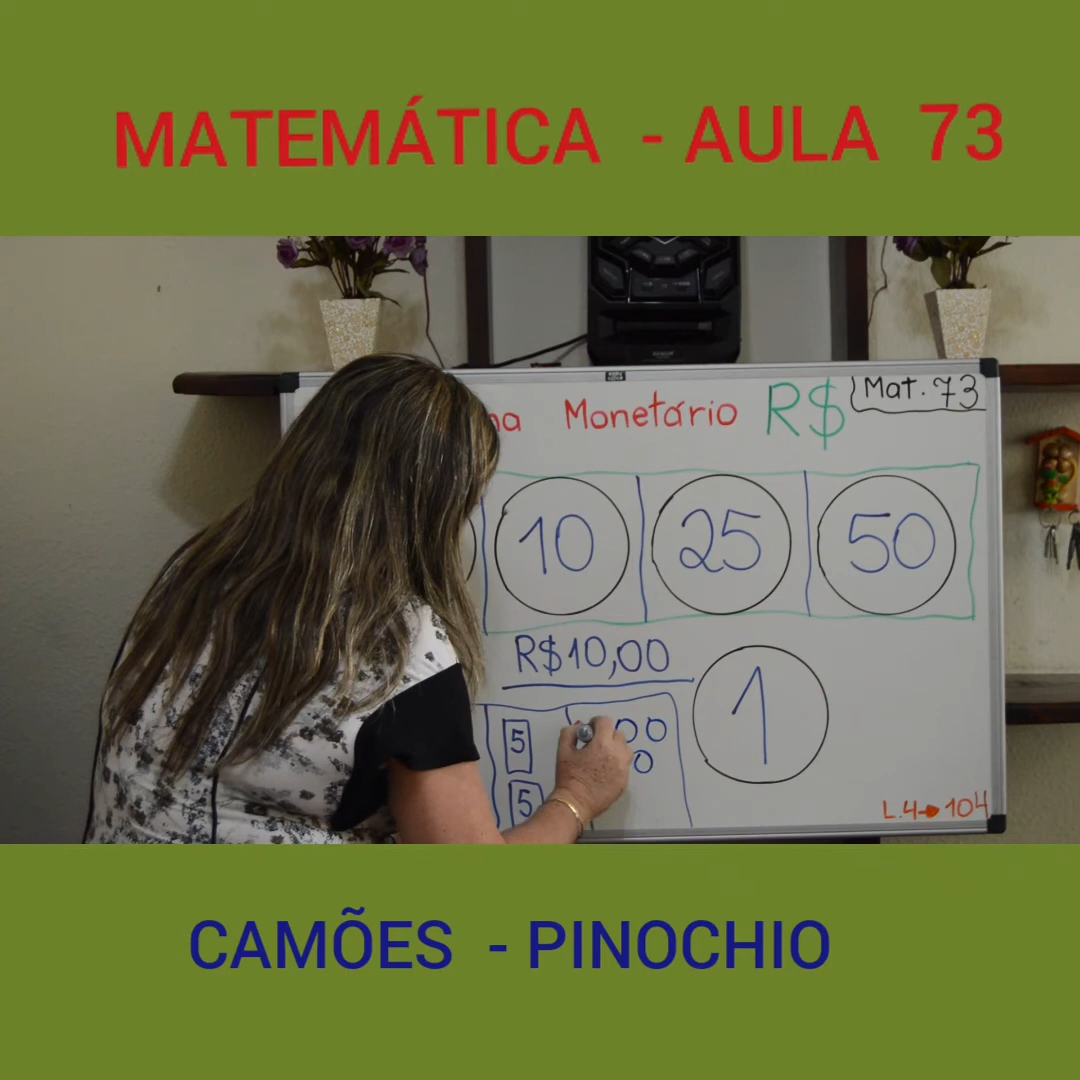 MATEMÁTICA - AULA 73
Monetário R$
Mat. 73
10 25 50
R$10,00
1
5
5
L.4→104
CAMÕES - PINOCHIO